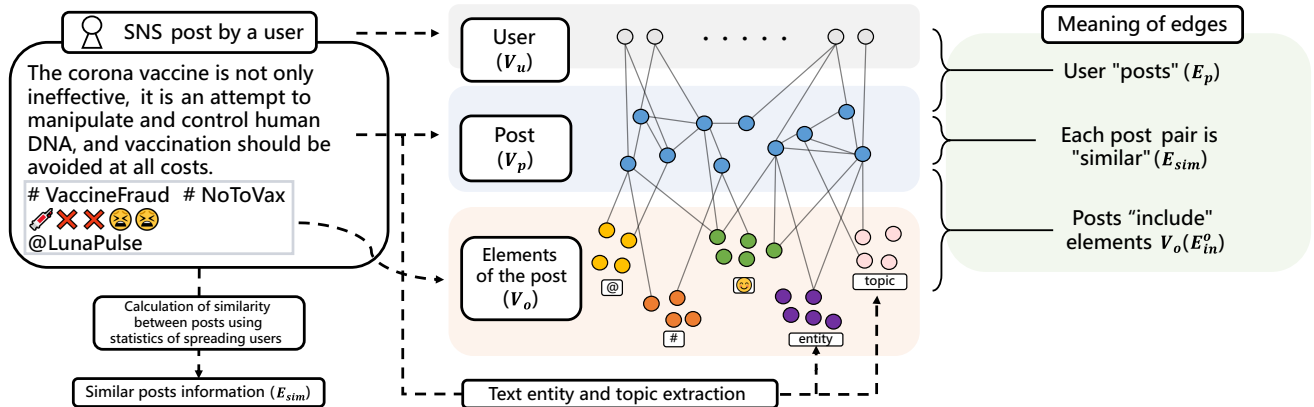 SNS post by a user
The corona vaccine is not only
ineffective, it is an attempt to
manipulate and control human
DNA, and vaccination should be
avoided at all costs.
# VaccineFraud # NoToVax
💉❌❌😫😫
@LunaPulse
Calculation of similarity
between posts using
statistics of spreading users
Similar posts information (E_sim)
User
(V_u)
Post
(V_p)
Elements
of the post
(V_o)
@
#
😊
entity
topic
Text entity and topic extraction
Meaning of edges
User "posts" (E_p)
Each post pair is
"similar" (E_sim)
Posts “include”
elements V_o(E_in^o)